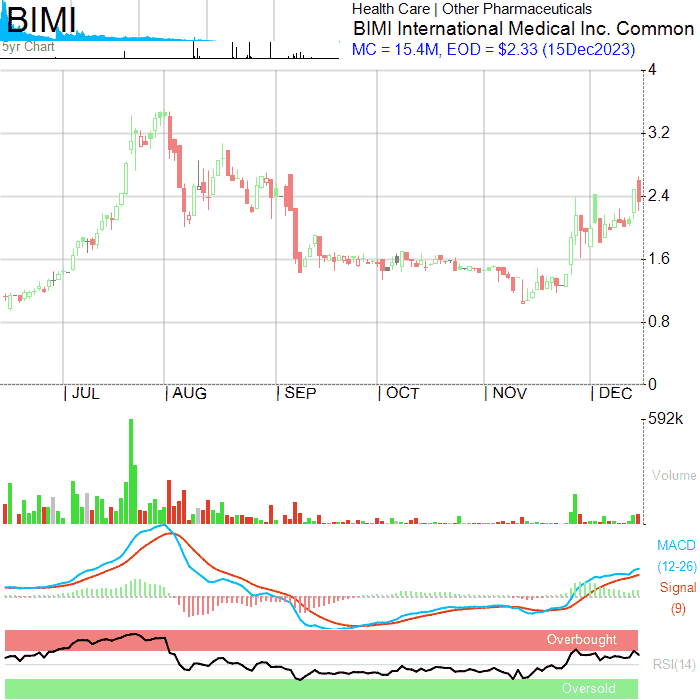 BIMI
5yr Chart
Health Care | Other Pharmaceuticals
BIMI International Medical Inc. Common
MC = 15.4M, EOD = $2.33 (15Dec2023)
4
3.2
2.4
1.6
0.8
0
JUL AUG SEP OCT NOV DEC
592k
Volume
MACD
(12-26)
Signal
(9)
Overbought
RSI(14)
Oversold